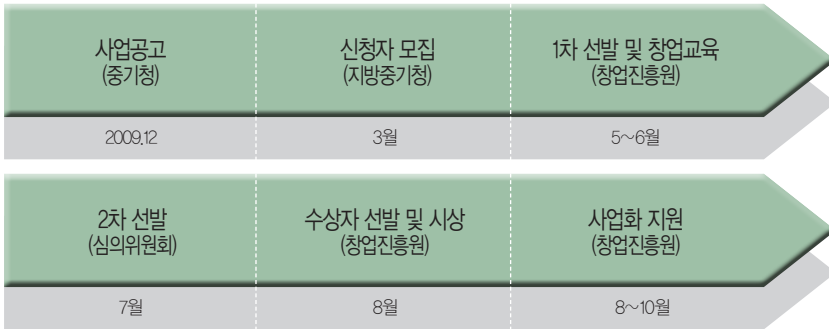 사업공고
(중기청)
신청자 모집
(지방중기청)
1차 선발 및 창업교육
(창업진흥원)
2009.12
3월
5~6월
2차 선발
(심의위원회)
수상자 선발 및 시상
(창업진흥원)
사업화 지원
(창업진흥원)
7월
8월
8~10월